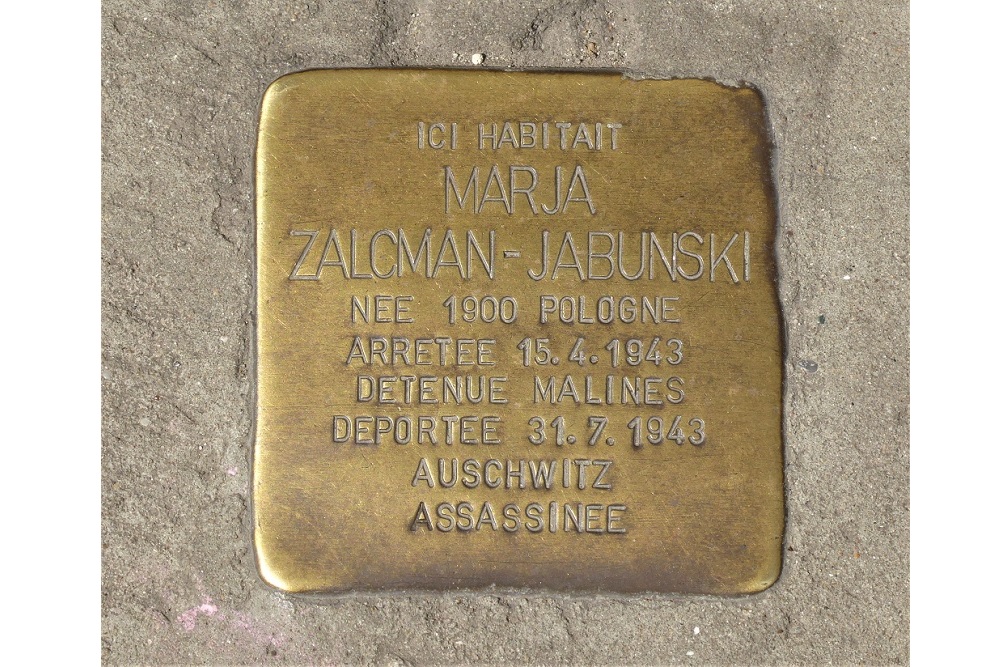 ICI HABITAIT
MARJA
ZALCMAN-JABUNSKI
NEE 1900 POLOGNE
ARRETEE 15.4.1943
DETENUE MALINES
DEPORTEE 31.7.1943
AUSCHWITZ
ASSASSINEE